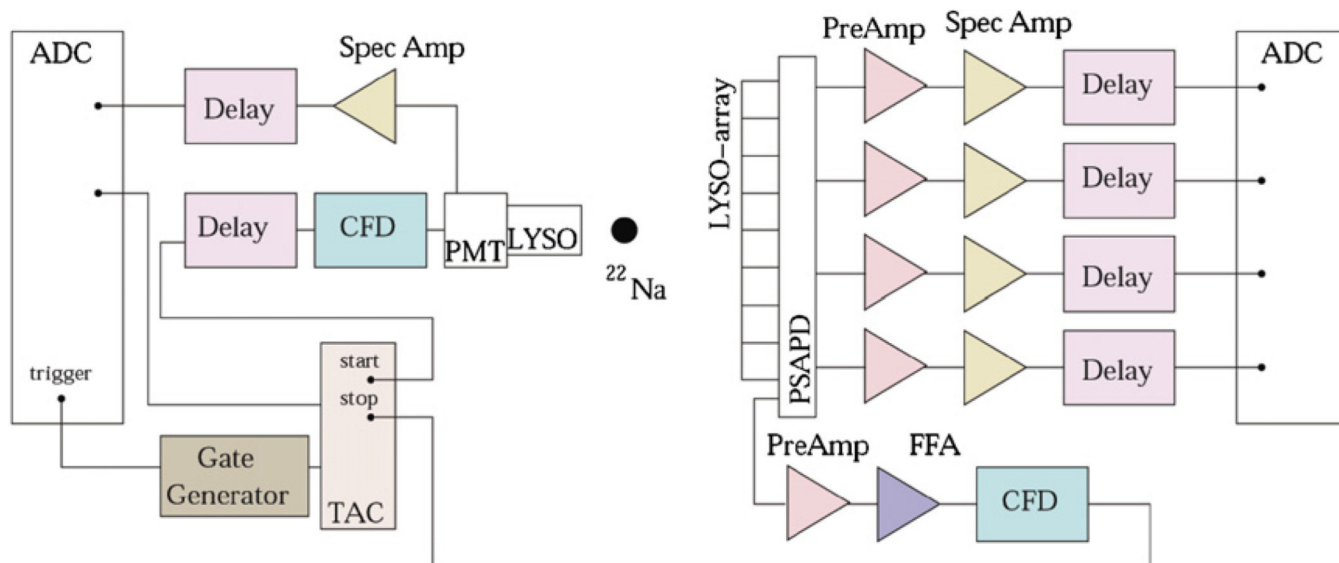 ADC
Spec Amp
Delay
Delay
CFD
PMT
LYSO
²²Na
trigger
start
stop
Gate
Generator
TAC
PreAmp
Spec Amp
ADC
LYSO-array
PSAPD
Delay
Delay
Delay
Delay
PreAmp
FFA
CFD